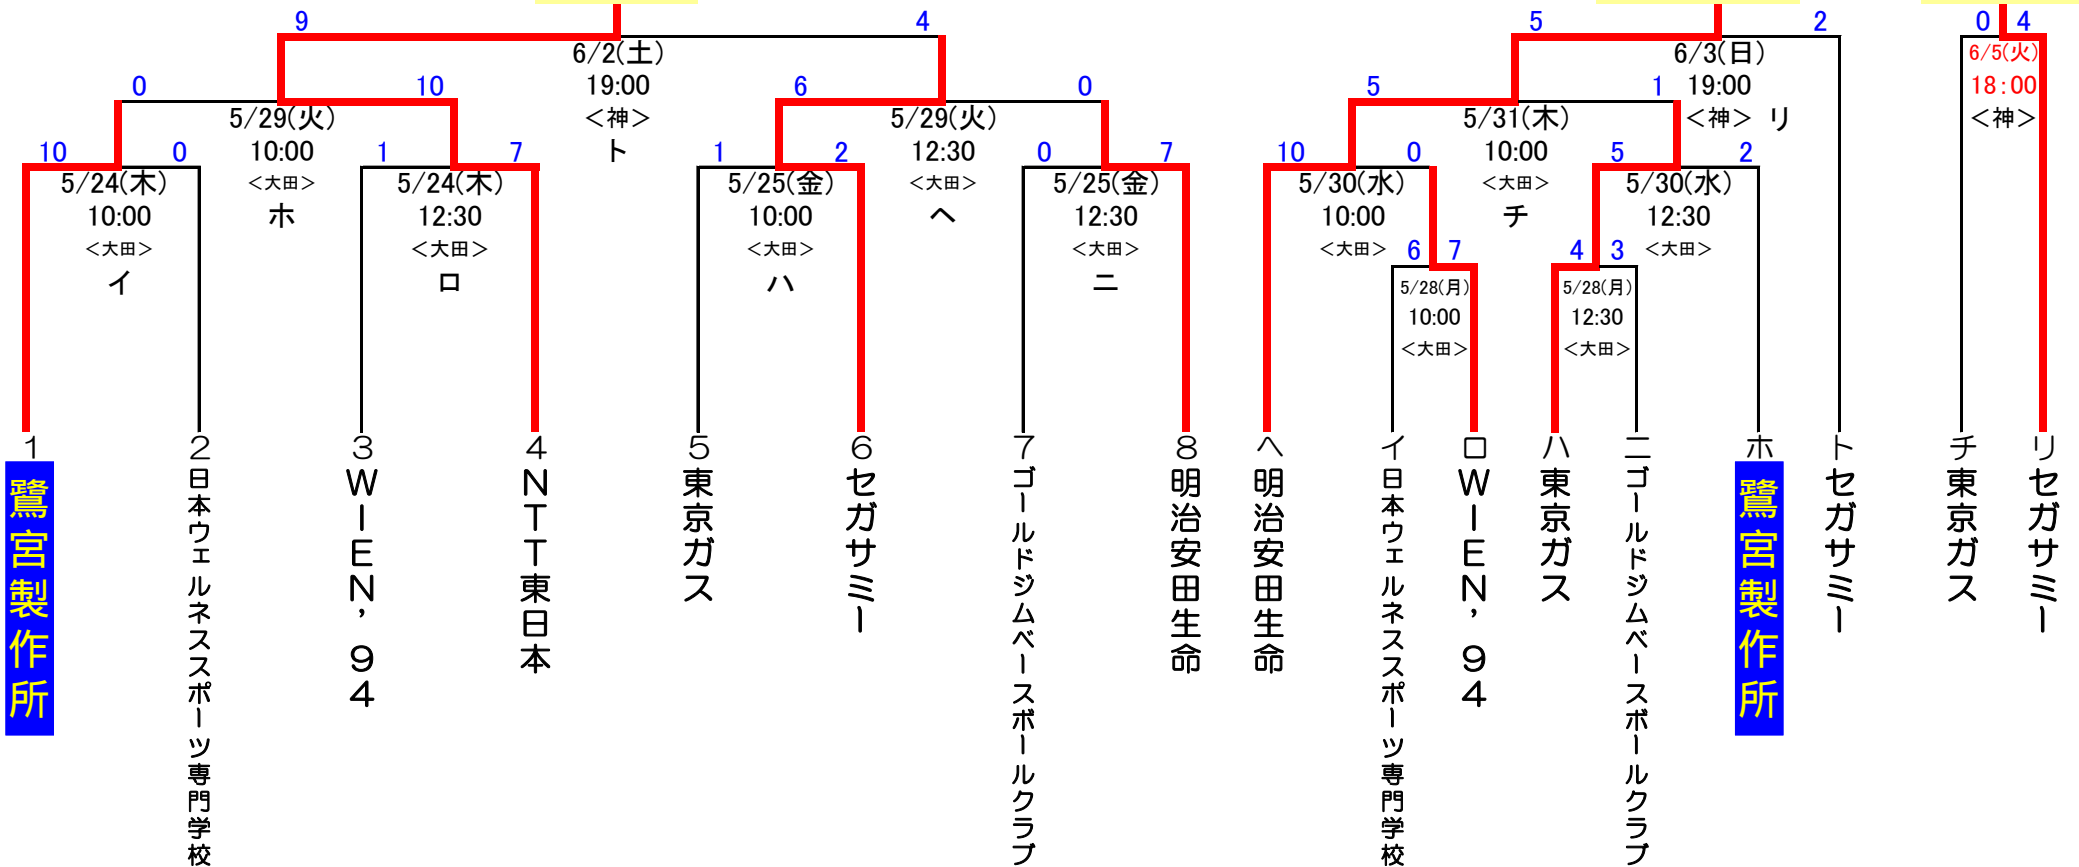 9
4
5
2
0
4
6/2(土)
19:00
<神>
ト
6/3(日)
19:00
<神>
リ
6/5(火)
18:00
<神>
0
10
6
0
5
1
5/29(火)
10:00
<大田>
ホ
5/29(火)
12:30
<大田>
ヘ
5/31(木)
10:00
<大田>
チ
10
0
1
7
1
2
0
7
10
0
5
2
5/24(木)
10:00
<大田>
イ
5/24(木)
12:30
<大田>
ロ
5/25(金)
10:00
<大田>
ハ
5/25(金)
12:30
<大田>
ニ
5/30(水)
10:00
<大田>
5/30(水)
12:30
<大田>
6
7
4
3
5/28(月)
10:00
<大田>
5/28(月)
12:30
<大田>
1
鷺宮製作所
2
日本ウェルネススポーツ専門学校
3
WIEN,94
4
NTT東日本
5
東京ガス
6
セガサミー
7
ゴールドジムベースボールクラブ
8
明治安田生命
ヘ
明治安田生命
イ
日本ウェルネススポーツ専門学校
ロ
WIEN,94
ハ
東京ガス
ニ
ゴールドジムベースボールクラブ
ホ
鷺宮製作所
ト
セガサミー
チ
東京ガス
リ
セガサミー